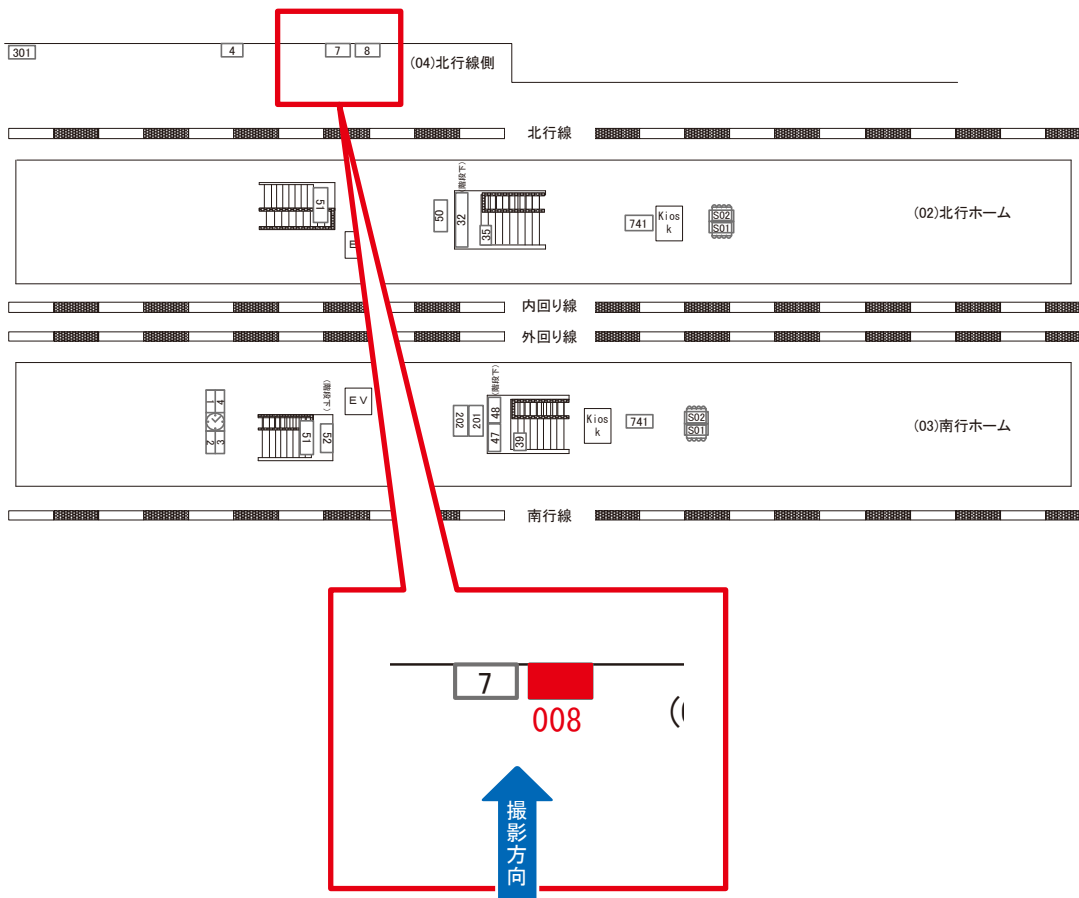 301
4
7
8
(04)北行線側
北行線
51
E
50
(階段下)
32
35
741
Kios
k
S02
S01
(02)北行ホーム
内回り線
外回り線
1
4
2
3
51
(階段下)
52
EV
202
201
(階段下)
48
47
39
Kios
k
741
S02
S01
(03)南行ホーム
南行線
7
008
撮影方向